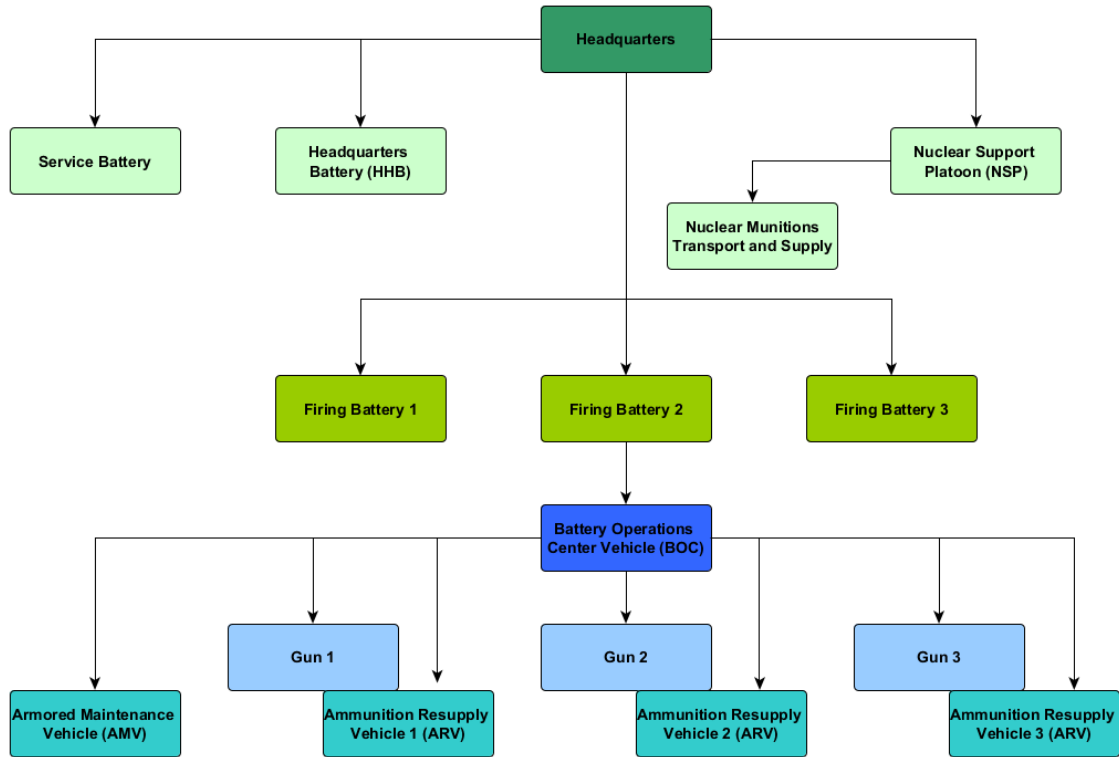 Headquarters
Service Battery
Headquarters
Battery (HHB)
Nuclear Support
Platoon (NSP)
Nuclear Munitions
Transport and Supply
Firing Battery 1
Firing Battery 2
Firing Battery 3
Battery Operations
Center Vehicle (BOC)
Gun 1
Gun 2
Gun 3
Armored Maintenance
Vehicle (AMV)
Ammunition Resupply
Vehicle 1 (ARV)
Ammunition Resupply
Vehicle 2 (ARV)
Ammunition Resupply
Vehicle 3 (ARV)